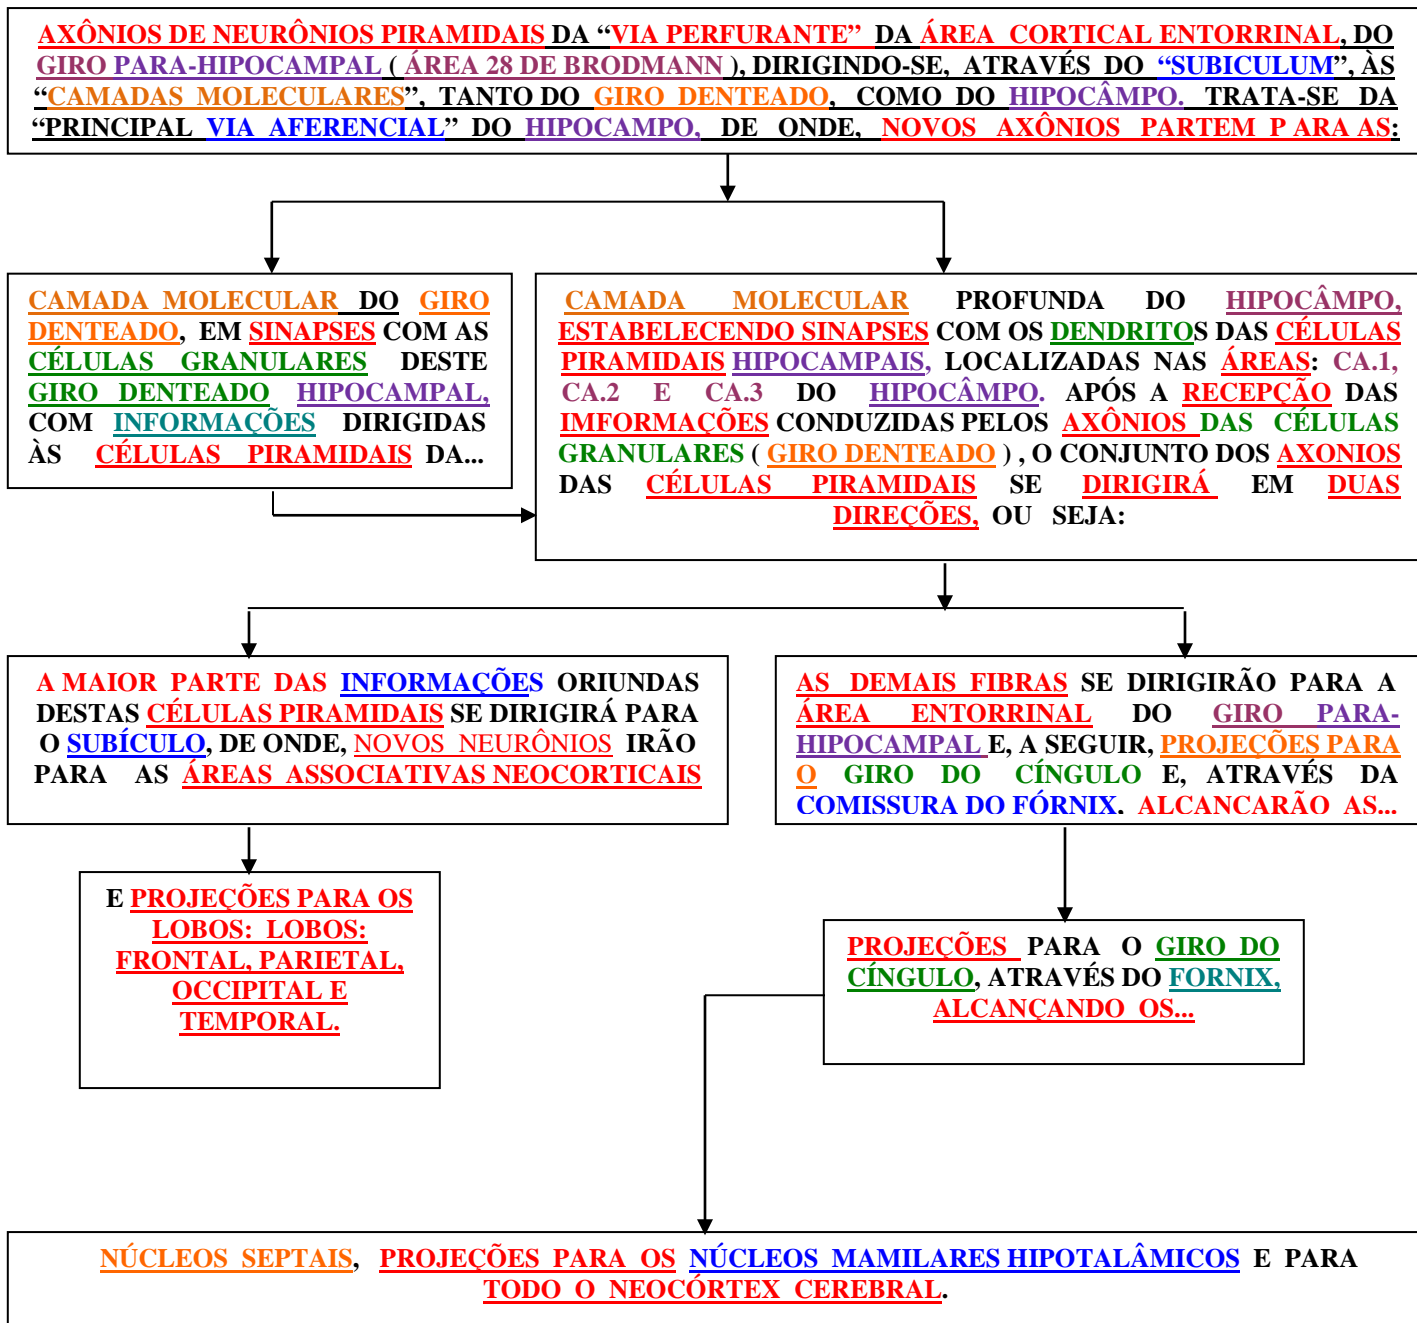 AXÔNIOS DE NEURÔNIOS PIRAMIDAIS DA “VIA PERFURANTE” DA ÁREA CORTICAL ENTORRINAL, DO
GIRO PARA-HIPOCAMPAL ( ÁREA 28 DE BRODMANN ), DIRIGINDO-SE, ATRAVÉS DO “SUBICULUM”, ÀS
“CAMADAS MOLECULARES”, TANTO DO GIRO DENTEADO, COMO DO HIPOCÂMPO. TRATA-SE DA
“PRINCIPAL VIA AFERENCIAL” DO HIPOCAMPO, DE ONDE, NOVOS AXÔNIOS PARTEM P ARA AS:
CAMADA MOLECULAR DO GIRO
DENTEADO, EM SINAPSES COM AS
CÉLULAS GRANULARES DESTE
GIRO DENTEADO HIPOCAMPAL,
COM INFORMAÇÕES DIRIGIDAS
ÀS CÉLULAS PIRAMIDAIS DA...
CAMADA MOLECULAR PROFUNDA DO HIPOCÂMPO,
ESTABELECENDO SINAPSES COM OS DENDRITOS DAS CÉLULAS
PIRAMIDAIS HIPOCAMPAIS, LOCALIZADAS NAS ÁREAS: CA.1,
CA.2 E CA.3 DO HIPOCÂMPO. APÓS A RECEPÇÃO DAS
IMFORMAÇÕES CONDUZIDAS PELOS AXÔNIOS DAS CÉLULAS
GRANULARES ( GIRO DENTEADO ) , O CONJUNTO DOS AXONIOS
DAS CÉLULAS PIRAMIDAIS SE DIRIGIRÁ EM DUAS
DIREÇÕES, OU SEJA:
A MAIOR PARTE DAS INFORMAÇÕES ORIUNDAS
DESTAS CÉLULAS PIRAMIDAIS SE DIRIGIRÁ PARA
O SUBÍCULO, DE ONDE, NOVOS NEURÔNIOS IRÃO
PARA AS ÁREAS ASSOCIATIVAS NEOCORTICAIS
AS DEMAIS FIBRAS SE DIRIGIRÃO PARA A
ÁREA ENTORRINAL DO GIRO PARA-
HIPOCAMPAL E, A SEGUIR, PROJEÇÕES PARA
O GIRO DO CÍNGULO E, ATRAVÉS DA
COMISSURA DO FÓRNIX. ALCANCARÃO AS...
E PROJEÇÕES PARA OS
LOBOS: LOBOS:
FRONTAL, PARIETAL,
OCCIPITAL E
TEMPORAL.
PROJEÇÕES PARA O GIRO DO
CÍNGULO, ATRAVÉS DO FORNIX,
ALCANÇANDO OS...
NÚCLEOS SEPTAIS, PROJEÇÕES PARA OS NÚCLEOS MAMILARES HIPOTALÂMICOS E PARA
TODO O NEOCÓRTEX CEREBRAL.